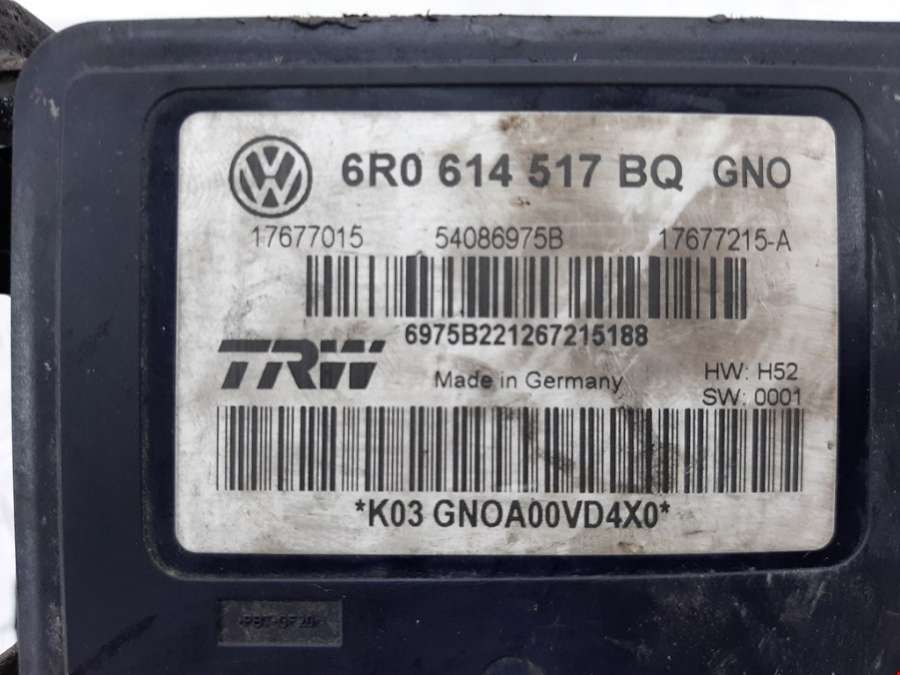 6R0 614 517 BQ GNO
17677015 54086975B 17677215-A
6975B221267215188
TRW Made in Germany HW: H52
SW: 0001
*K03 GNOA00VD4X0*